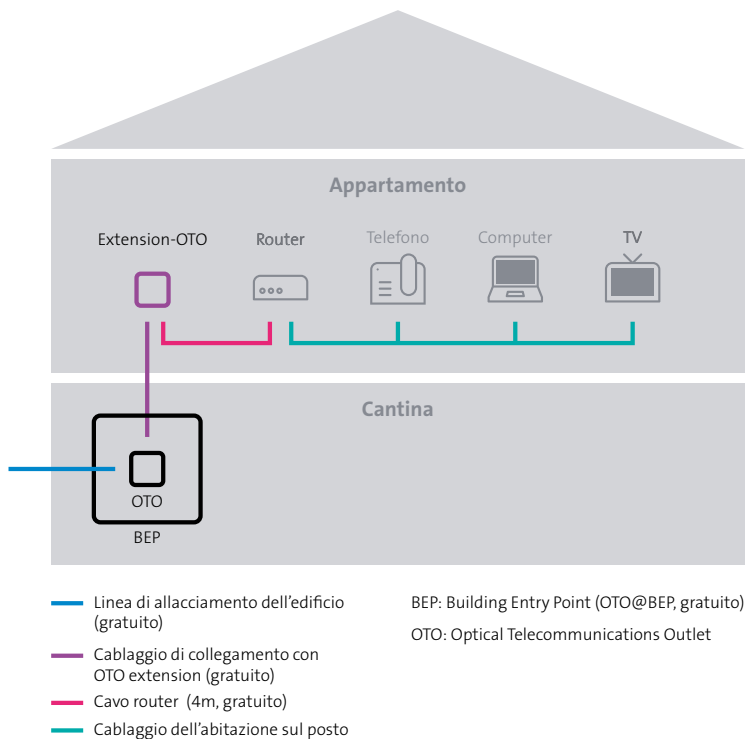 Appartamento
Extension-OTO
Router
Telefono
Computer
TV
Cantina
OTO
BEP
Linea di allacciamento dell’edificio
(gratuito)
Cablaggio di collegamento con
OTO extension (gratuito)
Cavo router (4m, gratuito)
Cablaggio dell’abitazione sul posto
BEP: Building Entry Point (OTO@BEP, gratuito)
OTO: Optical Telecommunications Outlet